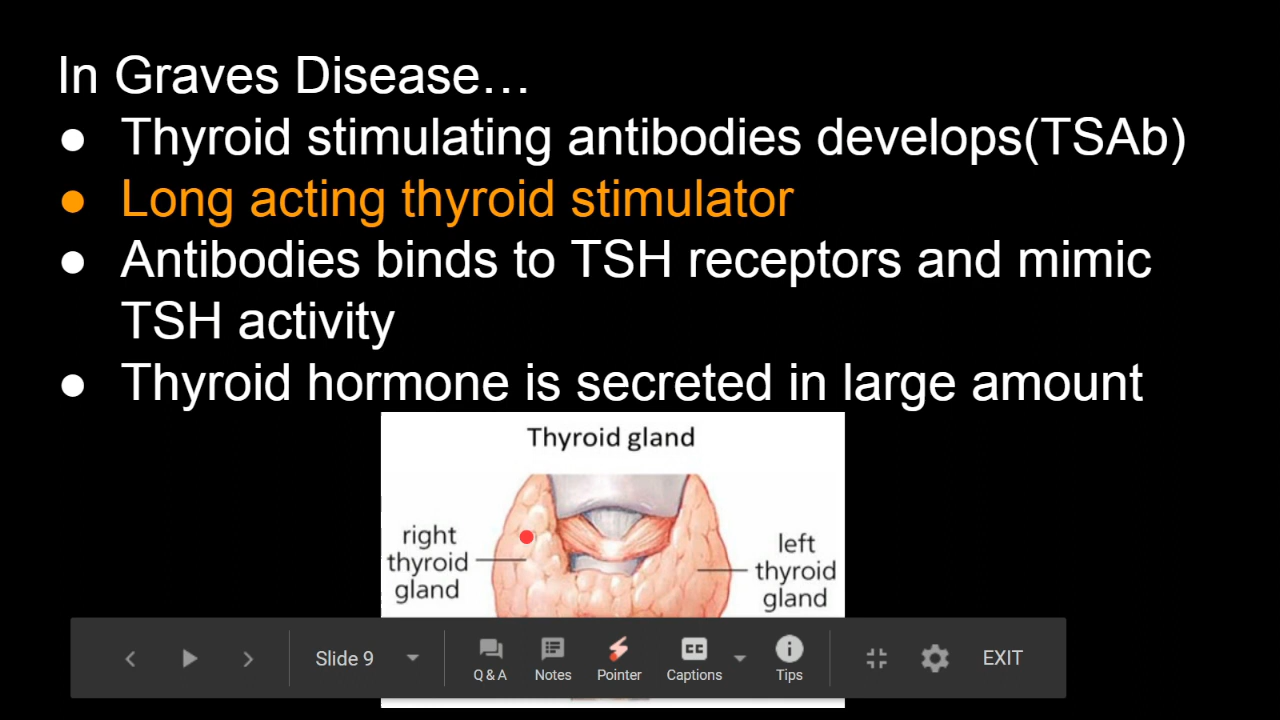 In Graves Disease…
● Thyroid stimulating antibodies develops(TSAb)
● Long acting thyroid stimulator
● Antibodies binds to TSH receptors and mimic
TSH activity
● Thyroid hormone is secreted in large amount
Thyroid gland
right
thyroid
gland
left
thyroid
gland
Slide 9
Q & A
Notes
Pointer
CC
Captions
Tips
EXIT